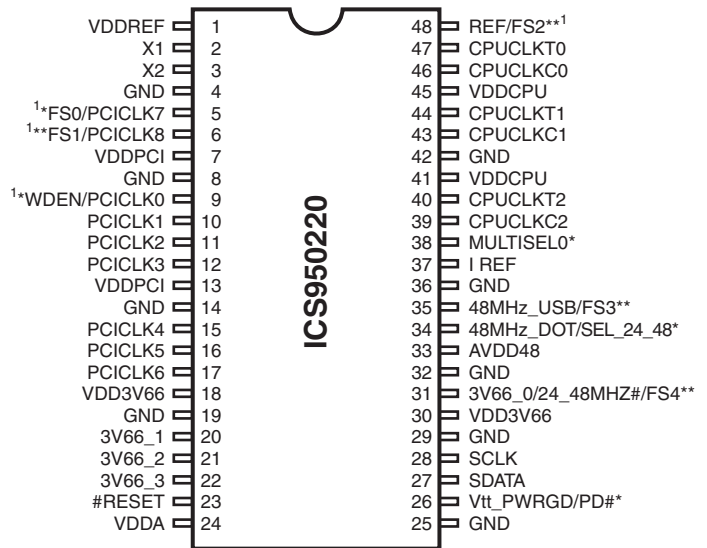 VDDREF 1 48 REF/FS2**¹
X1 2 47 CPUCLKT0
X2 3 46 CPUCLKC0
GND 4 45 VDDCPU
¹*FS0/PCICLK7 5 44 CPUCLKT1
¹**FS1/PCICLK8 6 43 CPUCLKC1
VDDPCI 7 42 GND
GND 8 41 VDDCPU
¹*WDEN/PCICLK0 9 40 CPUCLKT2
PCICLK1 10 39 CPUCLKC2
PCICLK2 11 38 MULTISEL0*
PCICLK3 12 37 I REF
VDDPCI 13 36 GND
GND 14 35 48MHz_USB/FS3**
PCICLK4 15 34 48MHz_DOT/SEL_24_48*
PCICLK5 16 33 AVDD48
PCICLK6 17 32 GND
VDD3V66 18 31 3V66_0/24_48MHZ#/FS4**
GND 19 30 VDD3V66
3V66_1 20 29 GND
3V66_2 21 28 SCLK
3V66_3 22 27 SDATA
#RESET 23 26 Vtt_PWRGD/PD#*
VDDA 24 25 GND
ICS950220